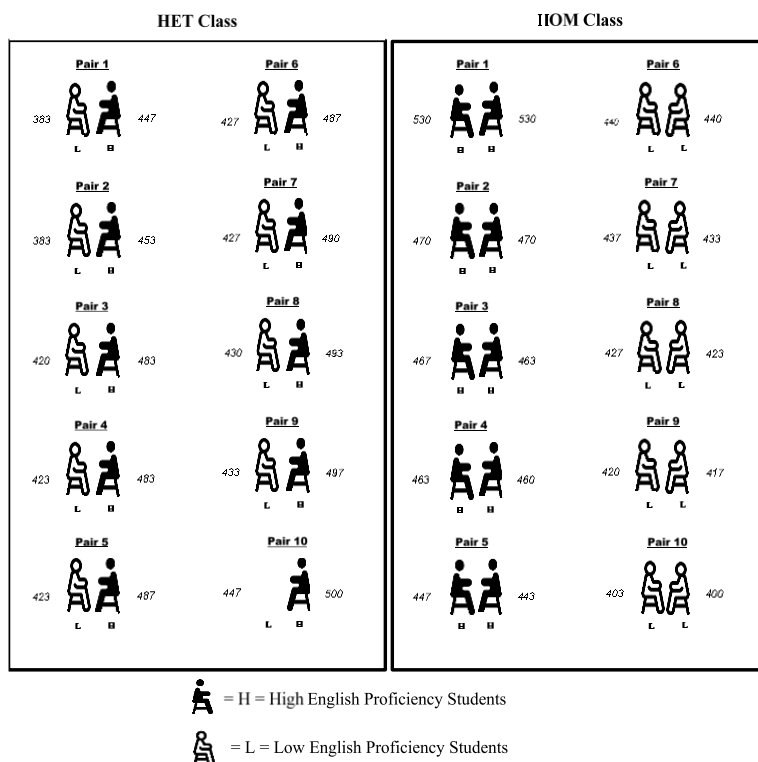 HET Class
Pair 1
383 447
L H
Pair 6
427 487
L H
Pair 2
383 453
L H
Pair 7
427 490
L H
Pair 3
420 483
L H
Pair 8
430 493
L H
Pair 4
423 483
L H
Pair 9
433 497
L H
Pair 5
423 487
L H
Pair 10
447 500
L H
HOM Class
Pair 1
530 530
H H
Pair 6
440 440
L L
Pair 2
470 470
H H
Pair 7
437 433
L L
Pair 3
467 463
H H
Pair 8
427 423
L L
Pair 4
463 460
H H
Pair 9
420 417
L L
Pair 5
447 443
H H
Pair 10
403 400
L L
= H = High English Proficiency Students
= L = Low English Proficiency Students